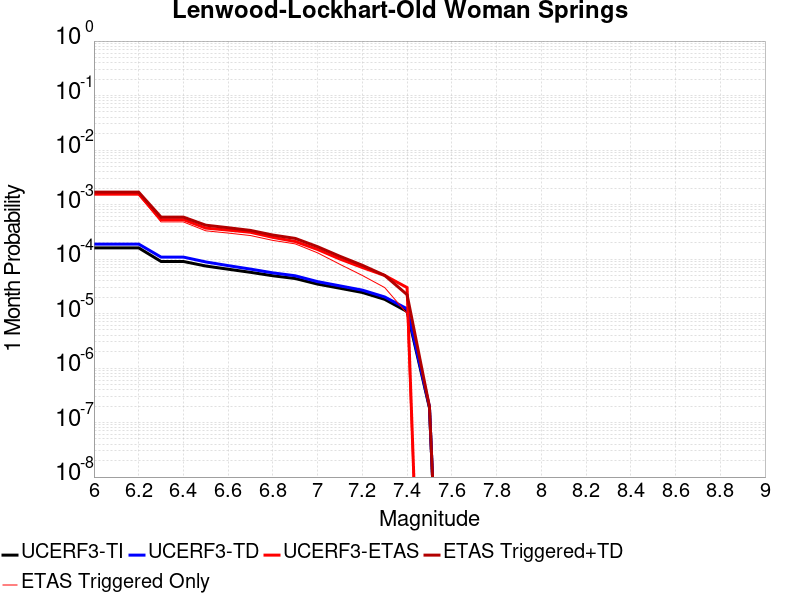 Lenwood-Lockhart-Old Woman Springs
10^0
10^-1
10^-2
10^-3
10^-4
10^-5
10^-6
10^-7
10^-8
1 Month Probability
6 6.2 6.4 6.6 6.8 7 7.2 7.4 7.6 7.8 8 8.2 8.4 8.6 8.8 9
Magnitude
UCERF3-TI UCERF3-TD UCERF3-ETAS ETAS Triggered+TD
ETAS Triggered Only